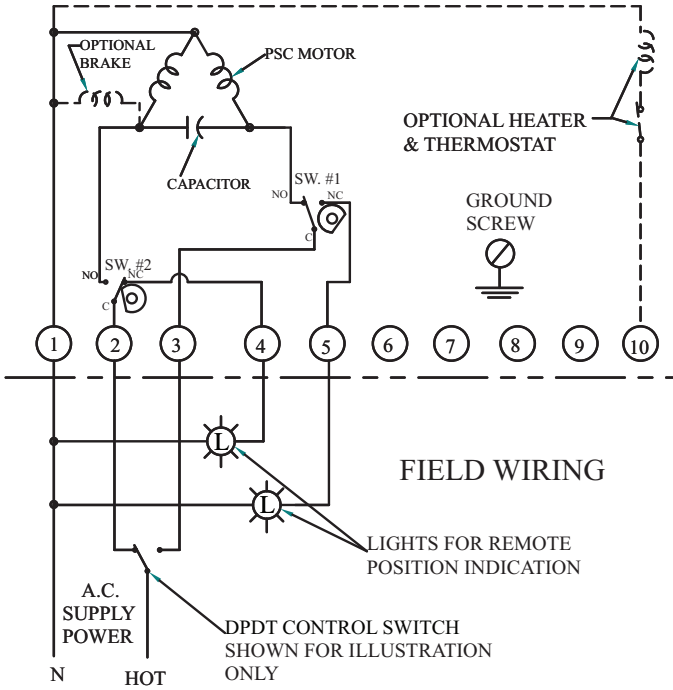 OPTIONAL
BRAKE
PSC MOTOR
OPTIONAL HEATER
& THERMOSTAT
CAPACITOR
SW. #1
NO
NC
C
GROUND
SCREW
SW. #2
NO
NC
C
1 2 3 4 5 6 7 8 9 10
L
FIELD WIRING
L
LIGHTS FOR REMOTE
POSITION INDICATION
A.C.
SUPPLY
POWER
DPDT CONTROL SWITCH
SHOWN FOR ILLUSTRATION
ONLY
N
HOT